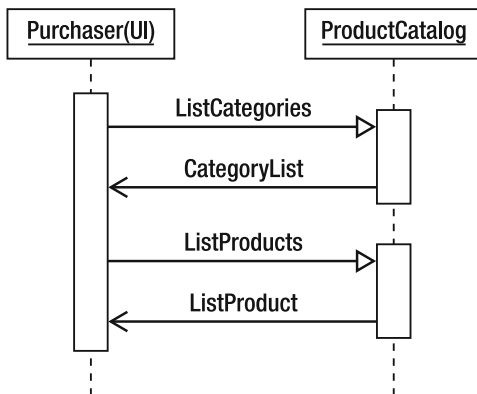 Purchaser(UI)
ProductCatalog
ListCategories
CategoryList
ListProducts
ListProduct